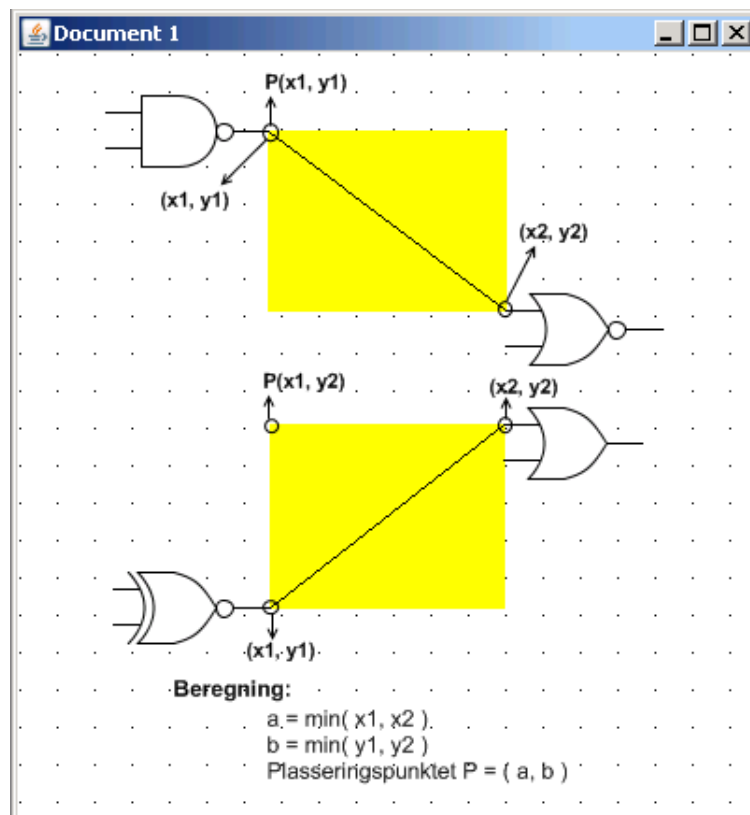 Document 1
P(x1, y1)
(x1, y1)
(x2, y2)
P(x1, y2)
(x2, y2)
(x1, y1)
Beregning:
a = min( x1, x2 )
b = min( y1, y2 )
Plasseringspunktet P = ( a, b )